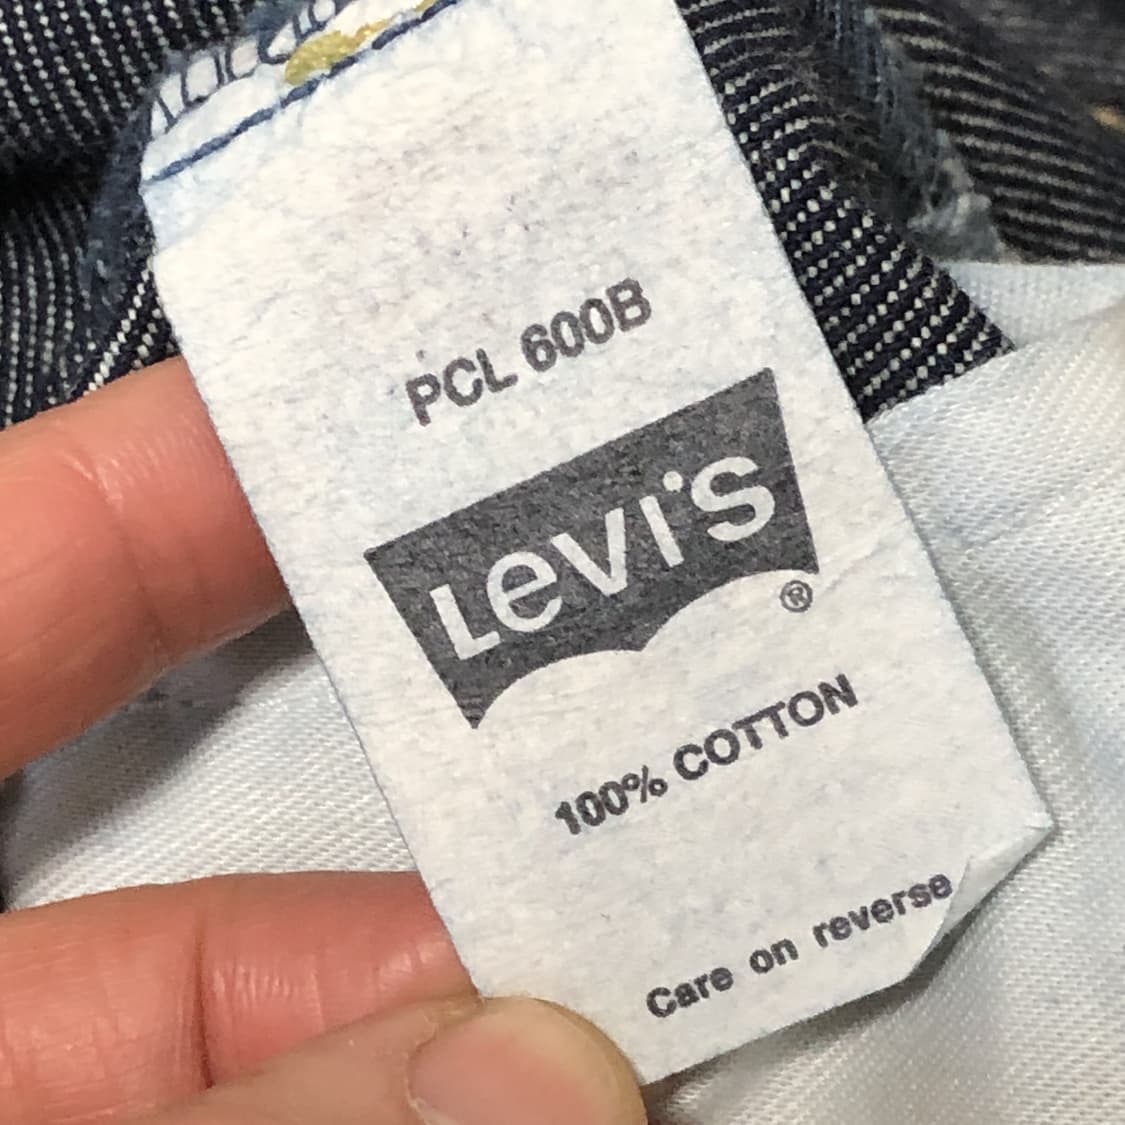 PCL 600B
Levi's
®
100% COTTON
Care on reverse